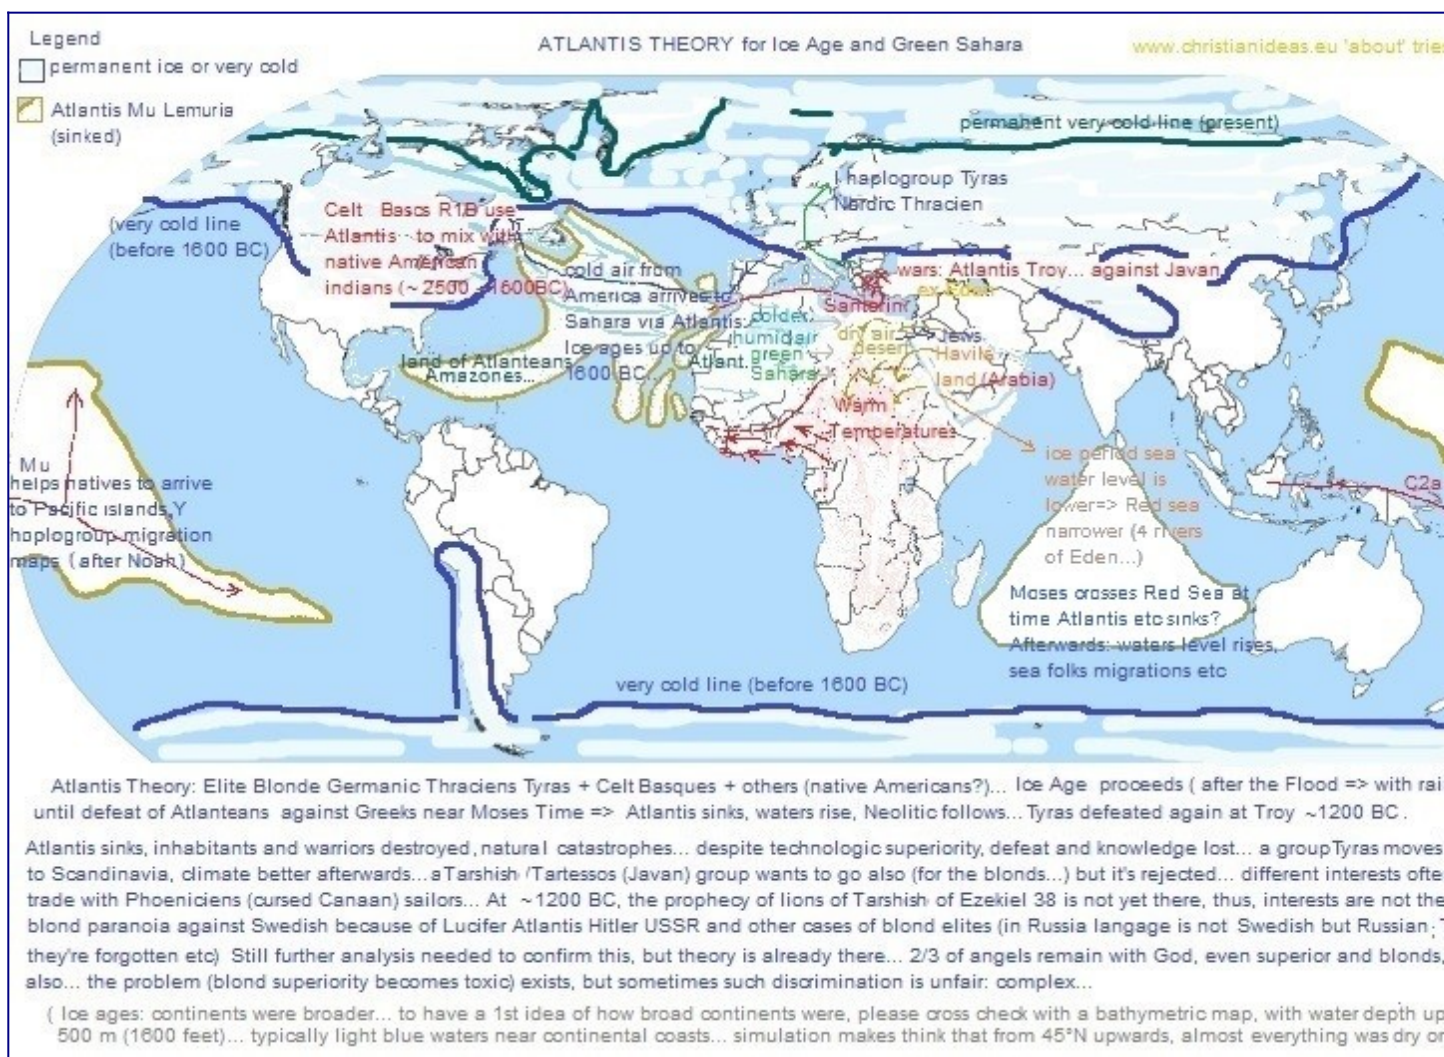 Legend
permanent ice or very cold
Atlantis Mu Lemuria
(sinked)
ATLANTIS THEORY for Ice Age and Green Sahara
www.christianideas.eu 'about' tries
permanent very cold line (present)
I haplogroup Tyras
Nordic Thracien
(very cold line
(before 1600 BC)
Celt Bascs R1B use
Atlantis to mix with
native American
indians (~ 2500 - 1600BC)
cold air from
America arrives to
Sahara via Atlantis:
Ice ages up to ~
1600 BC...
wars: Atlantis Troy... against Javan
Santorin
colder
humid air
green
Sahara
dry air
desert
Jews
Havila
land (Arabia)
land of Atlanteans
Amazones...
Atlant.
Warm
Temperatures
ice period sea
water level is
lower=> Red sea
narrower (4 rivers
of Eden...)
C2a
Mu
helps natives to arrive
to Pacific islands,Y
hoplogroup migration
maps (after Noah)
Moses crosses Red Sea at
time Atlantis etc sinks?
Afterwards: waters level rises,
sea folks migrations etc
very cold line (before 1600 BC)
Atlantis Theory: Elite Blonde Germanic Thraciens Tyras + Celt Basques + others (native Americans?)... Ice Age proceeds ( after the Flood => with rai
until defeat of Atlanteans against Greeks near Moses Time => Atlantis sinks, waters rise, Neolitic follows... Tyras defeated again at Troy ~1200 BC .
Atlantis sinks, inhabitants and warriors destroyed, natural catastrophes... despite technologic superiority, defeat and knowledge lost... a group Tyras moves
to Scandinavia, climate better afterwards... a Tarshish /Tartessos (Javan) group wants to go also (for the blonds...) but it's rejected... different interests ofte
trade with Phoeniciens (cursed Canaan) sailors... At ~1200 BC, the prophecy of lions of Tarshish of Ezekiel 38 is not yet there, thus, interests are not the
blond paranoia against Swedish because of Lucifer Atlantis Hitler USSR and other cases of blond elites (in Russia langage is not Swedish but Russian;
they're forgotten etc) Still further analysis needed to confirm this, but theory is already there... 2/3 of angels remain with God, even superior and blonds,
also... the problem (blond superiority becomes toxic) exists, but sometimes such discrimination is unfair: complex...
( Ice ages: continents were broader... to have a 1st idea of how broad continents were, please cross check with a bathymetric map, with water depth up
500 m (1600 feet)... typically light blue waters near continental coasts... simulation makes think that from 45°N upwards, almost everything was dry or